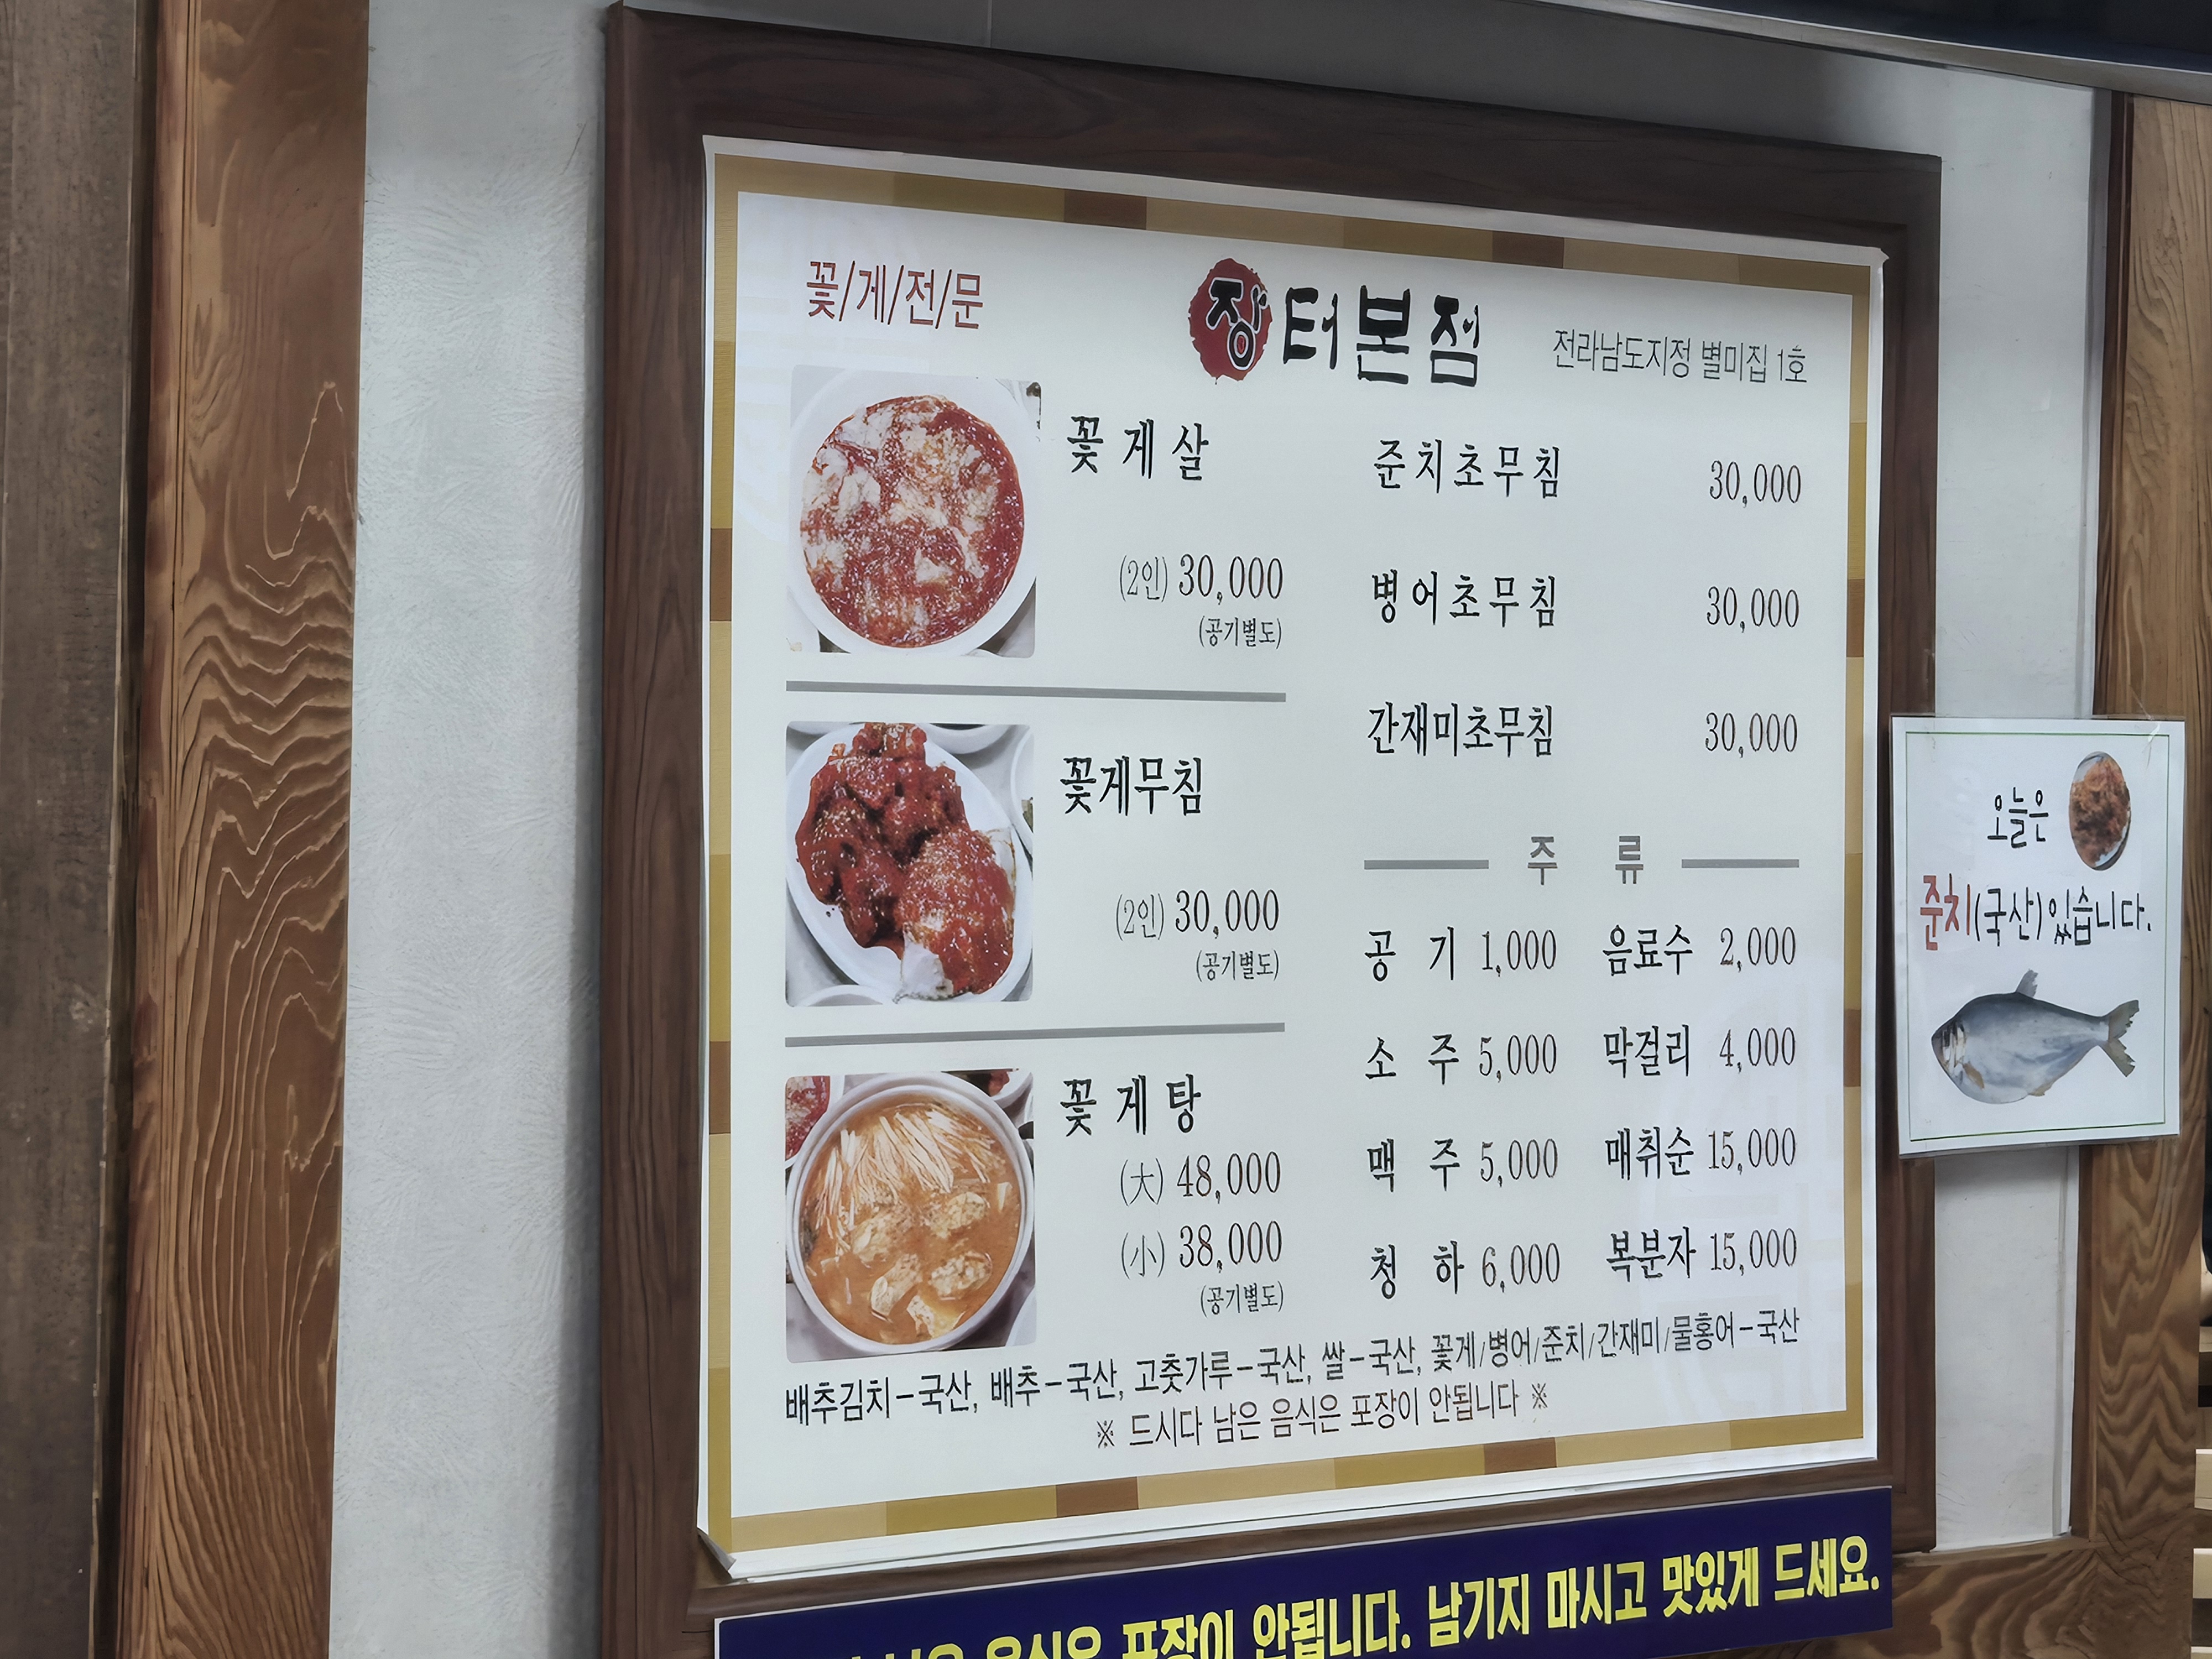 꽃/게/전/문
장터본점
전라남도지정 별미집 1호
꽃게살
(2인) 30,000
(공기별도)
꽃게무침
(2인) 30,000
(공기별도)
꽃게탕
(大) 48,000
(小) 38,000
(공기별도)
준치초무침 30,000
병어초무침 30,000
간재미초무침 30,000
주 류
공 기 1,000 음료수 2,000
소 주 5,000 막걸리 4,000
맥 주 5,000 매취순 15,000
청 하 6,000 복분자 15,000
배추김치-국산, 배추-국산, 고춧가루-국산, 쌀-국산, 꽃게/병어/준치/간재미/물홍어-국산
※ 드시다 남은 음식은 포장이 안됩니다 ※
오늘은
준치(국산)있습니다.
음식은 포장이 안됩니다. 남기지 마시고 맛있게 드세요.